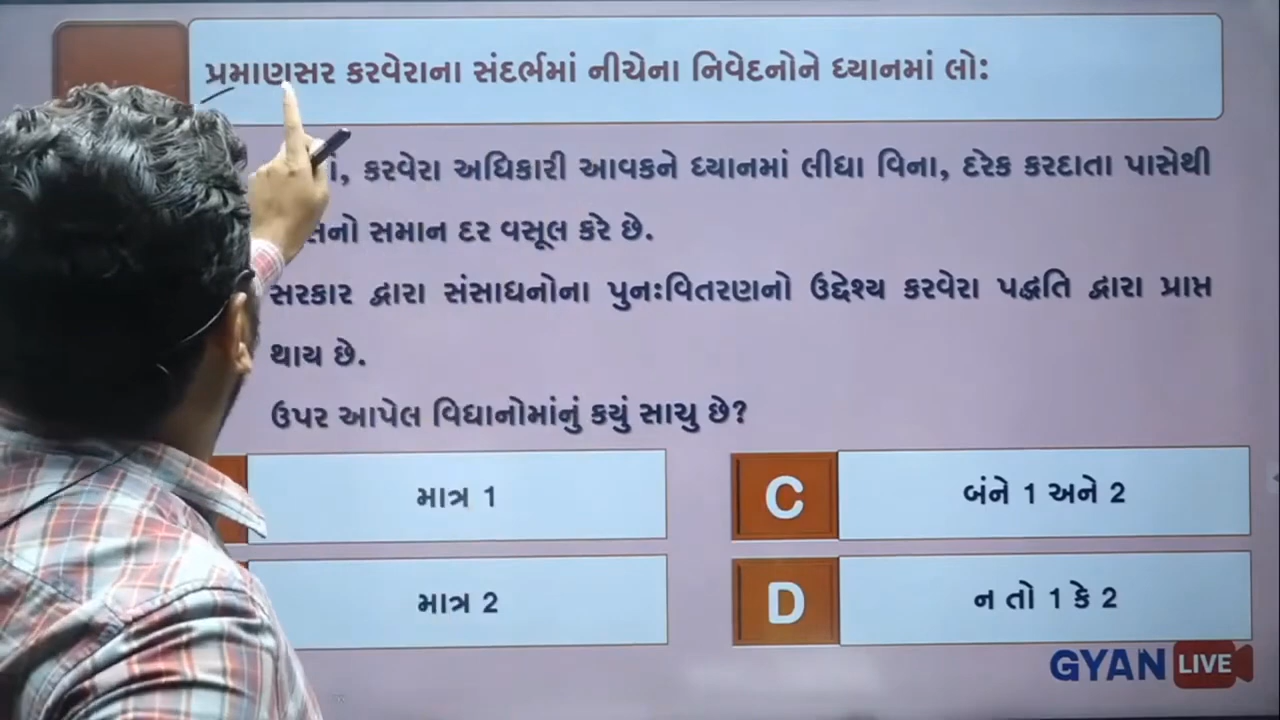 પ્રમાણસર કરવેરાના સંદર્ભમાં નીચેના નિવેદનોને ધ્યાનમાં લો:
કરવેરા અધિકારી આવકને ધ્યાનમાં લીધા વિના, દરેક કરદાતા પાસેથી
સમાન દર વસૂલ કરે છે.
સરકાર દ્વારા સંસાધનોના પુનઃવિતરણનો ઉદ્દેશ્ય કરવેરા પદ્ધતિ દ્વારા પ્રાપ્ત
થાય છે.
ઉપર આપેલ વિધાનોમાંનું કયું સાચુ છે?
માત્ર 1
માત્ર 2
C બંને 1 અને 2
D ન તો 1 કે 2
GYAN LIVE